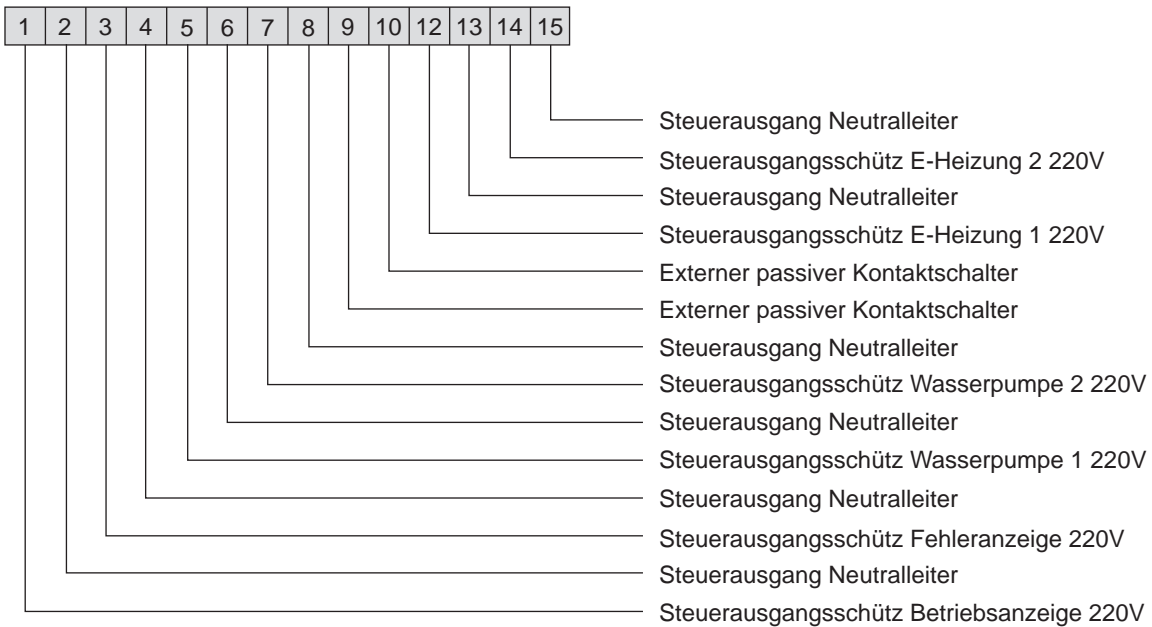 1 2 3 4 5 6 7 8 9 10 12 13 14 15
Steuerausgang Neutralleiter
Steuerausgangsschütz E-Heizung 2 220V
Steuerausgang Neutralleiter
Steuerausgangsschütz E-Heizung 1 220V
Externer passiver Kontaktschalter
Externer passiver Kontaktschalter
Steuerausgang Neutralleiter
Steuerausgangsschütz Wasserpumpe 2 220V
Steuerausgang Neutralleiter
Steuerausgangsschütz Wasserpumpe 1 220V
Steuerausgang Neutralleiter
Steuerausgangsschütz Fehleranzeige 220V
Steuerausgang Neutralleiter
Steuerausgangsschütz Betriebsanzeige 220V